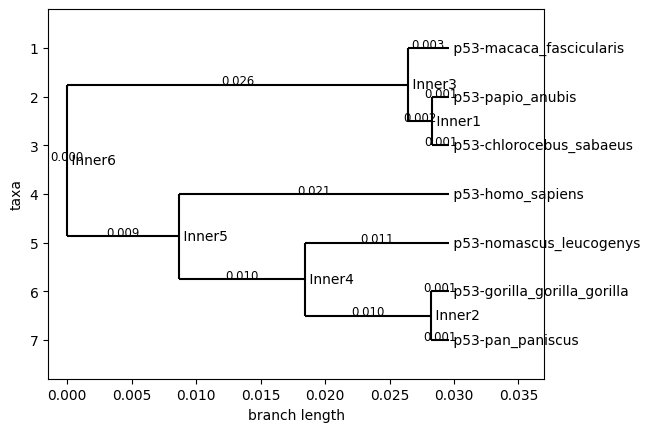 1 0.003 p53-macaca_fascicularis
0.026 Inner3
2 0.001 p53-papio_anubis
0.002 Inner1
3 0.001 p53-chlorocebus_sabaeus
0.000 Inner6
4 0.021 p53-homo_sapiens
taxa
0.009 Inner5
5 0.011 p53-nomascus_leucogenys
0.010 Inner4
6 0.001 p53-gorilla_gorilla_gorilla
0.010 Inner2
7 0.001 p53-pan_paniscus
0.000 0.005 0.010 0.015 0.020 0.025 0.030 0.035
branch length